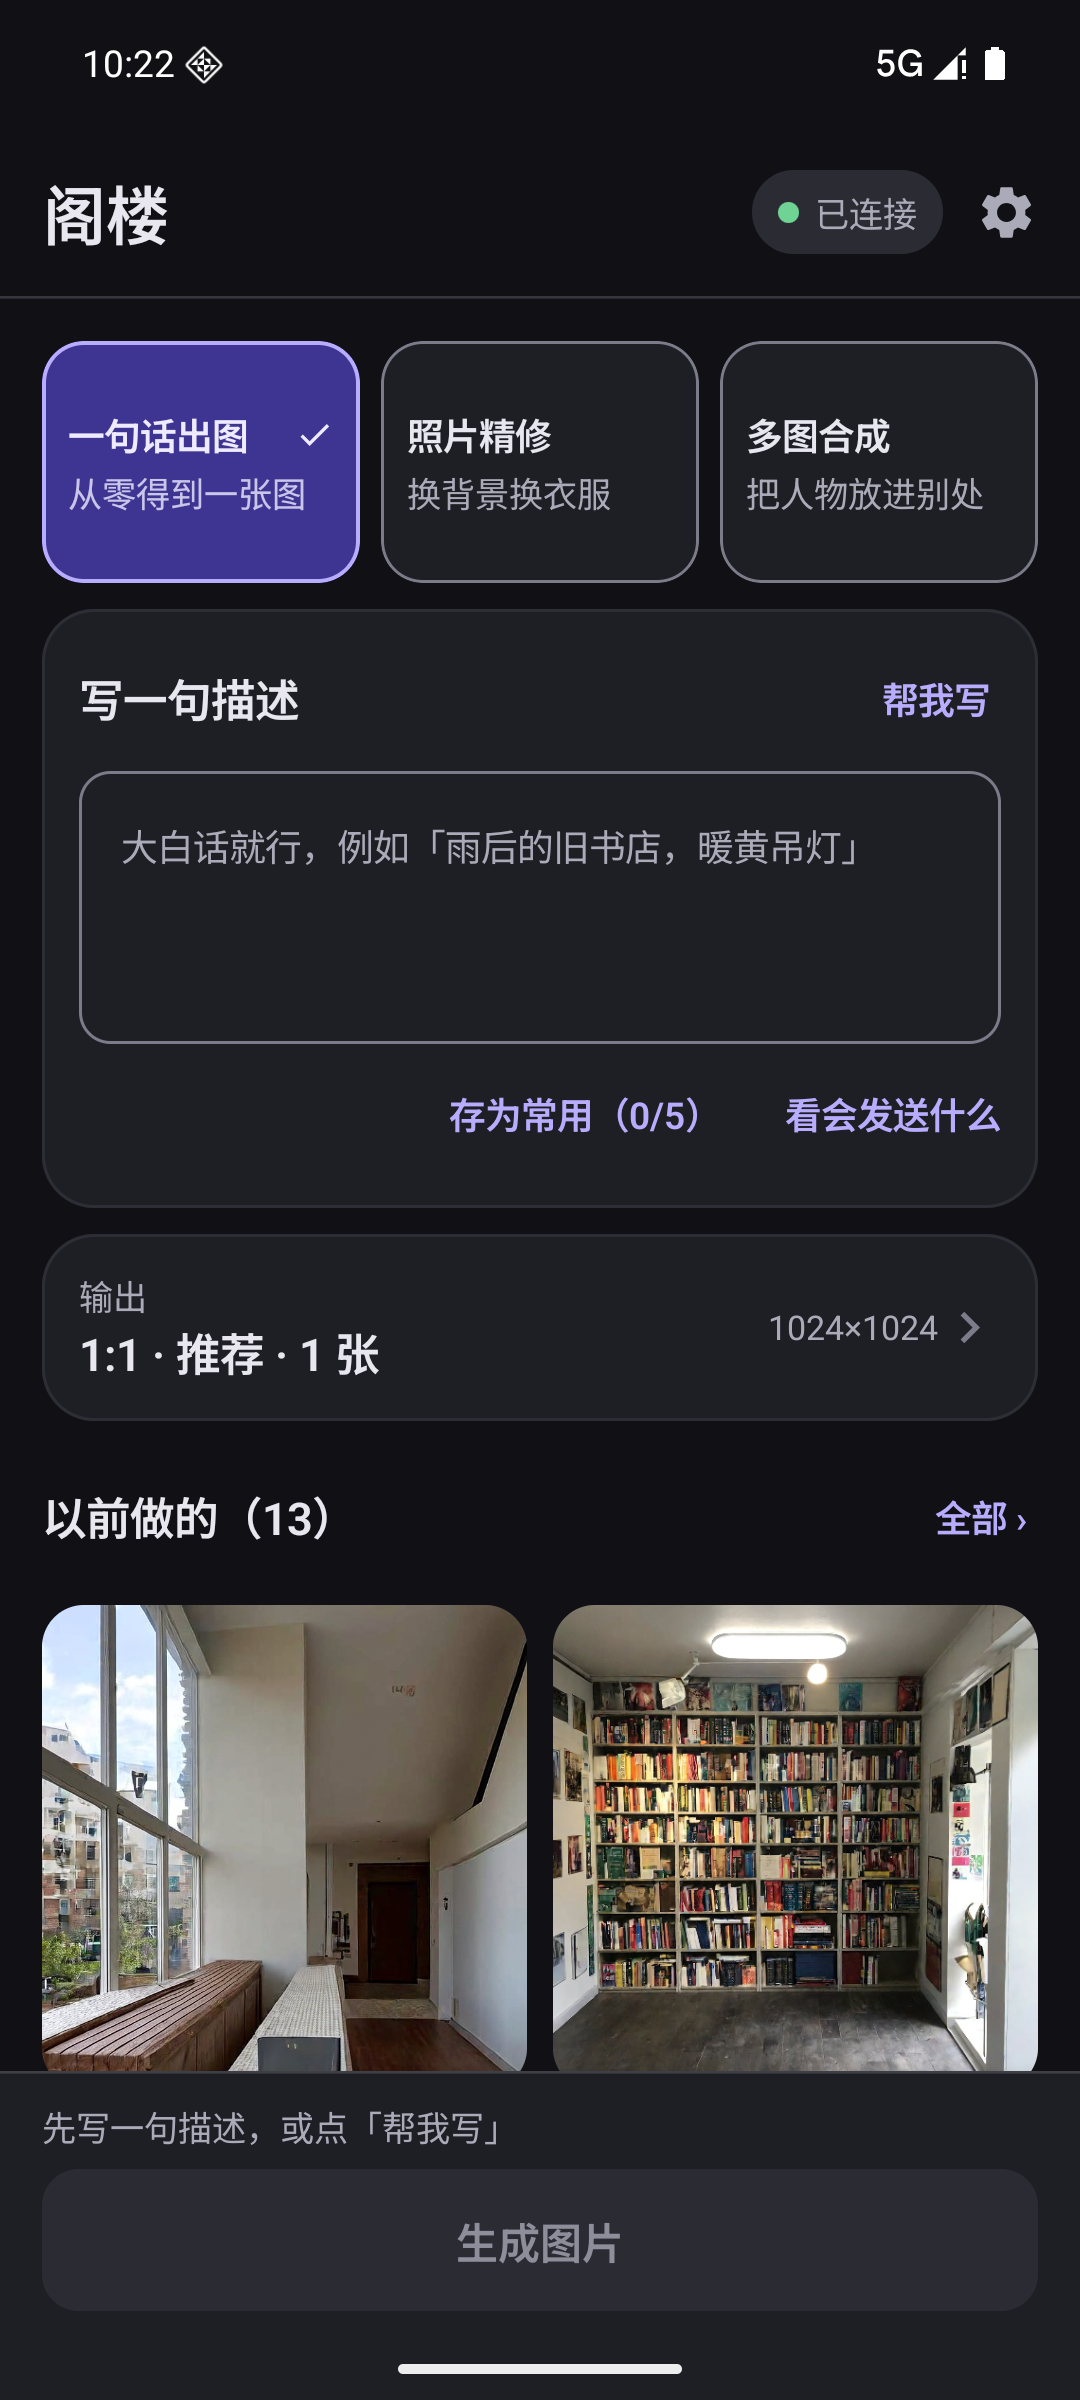 10:22
5G
阁楼
已连接
一句话出图
从零得到一张图
照片精修
换背景换衣服
多图合成
把人物放进别处
写一句描述
帮我写
大白话就行，例如「雨后的旧书店，暖黄吊灯」
存为常用（0/5）
看会发送什么
输出
1:1 · 推荐 · 1 张
1024×1024
以前做的（13）
全部 ›
先写一句描述，或点「帮我写」
生成图片